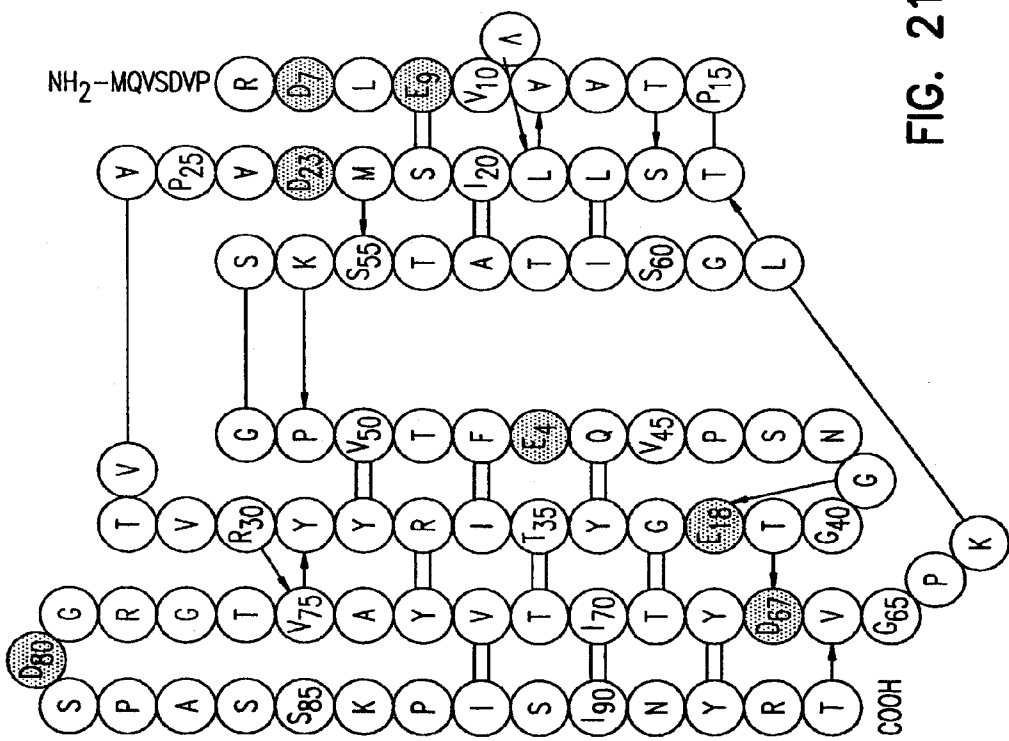 NH₂-MQVSDVP
R D7 L E9 V10 V A A T P15
A P25 A D23 M S I20 L L S T
S K S55 T A T I S60 G L
G P V50 T F E4 Q V45 P S N G
V T V R30 Y Y R I T35 Y G E18 T G40
G R G T V75 A Y V T I70 T Y D67 V G65 P K
D80 S P A S S85 K P I S I90 N Y R T
COOH
FIG. 21